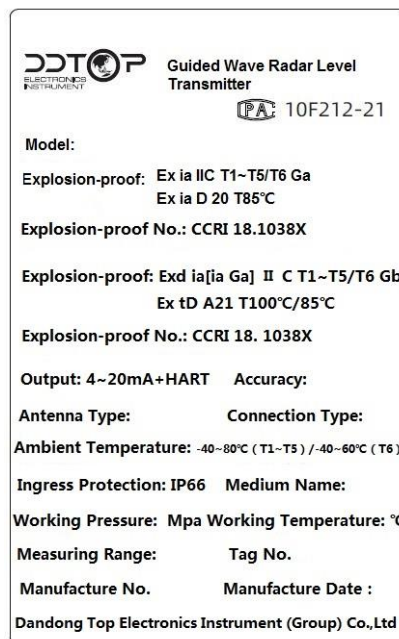 DDTOP
ELECTRONICS
INSTRUMENT
Guided Wave Radar Level
Transmitter
CPA 10F212-21
Model:
Explosion-proof: Ex ia IIC T1~T5/T6 Ga
Ex ia D 20 T85℃
Explosion-proof No.: CCRI 18.1038X
Explosion-proof: Exd ia[ia Ga] Ⅱ C T1~T5/T6 Gb
Ex tD A21 T100℃/85℃
Explosion-proof No.: CCRI 18. 1038X
Output: 4~20mA+HART Accuracy:
Antenna Type: Connection Type:
Ambient Temperature: -40~80℃ ( T1~T5 ) /-40~60℃ ( T6 )
Ingress Protection: IP66 Medium Name:
Working Pressure: Mpa Working Temperature: ℃
Measuring Range: Tag No.
Manufacture No. Manufacture Date :
Dandong Top Electronics Instrument (Group) Co.,Ltd